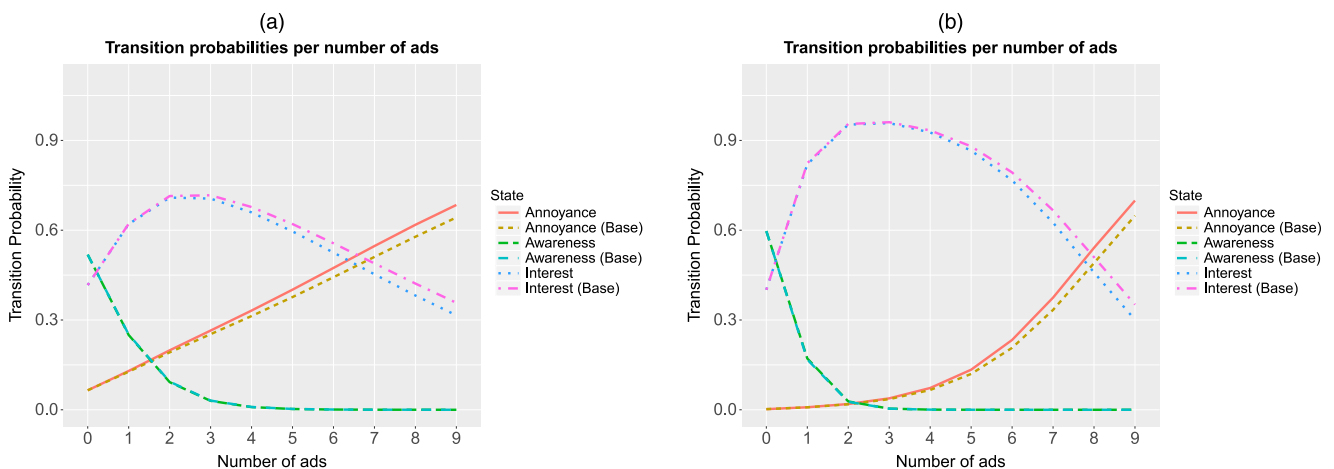 (a)
Transition probabilities per number of ads
Transition Probability
0.9
0.6
0.3
0.0
0 1 2 3 4 5 6 7 8 9
Number of ads
State
Annoyance
Annoyance (Base)
Awareness
Awareness (Base)
Interest
Interest (Base)
(b)
Transition probabilities per number of ads
Transition Probability
0.9
0.6
0.3
0.0
0 1 2 3 4 5 6 7 8 9
Number of ads
State
Annoyance
Annoyance (Base)
Awareness
Awareness (Base)
Interest
Interest (Base)